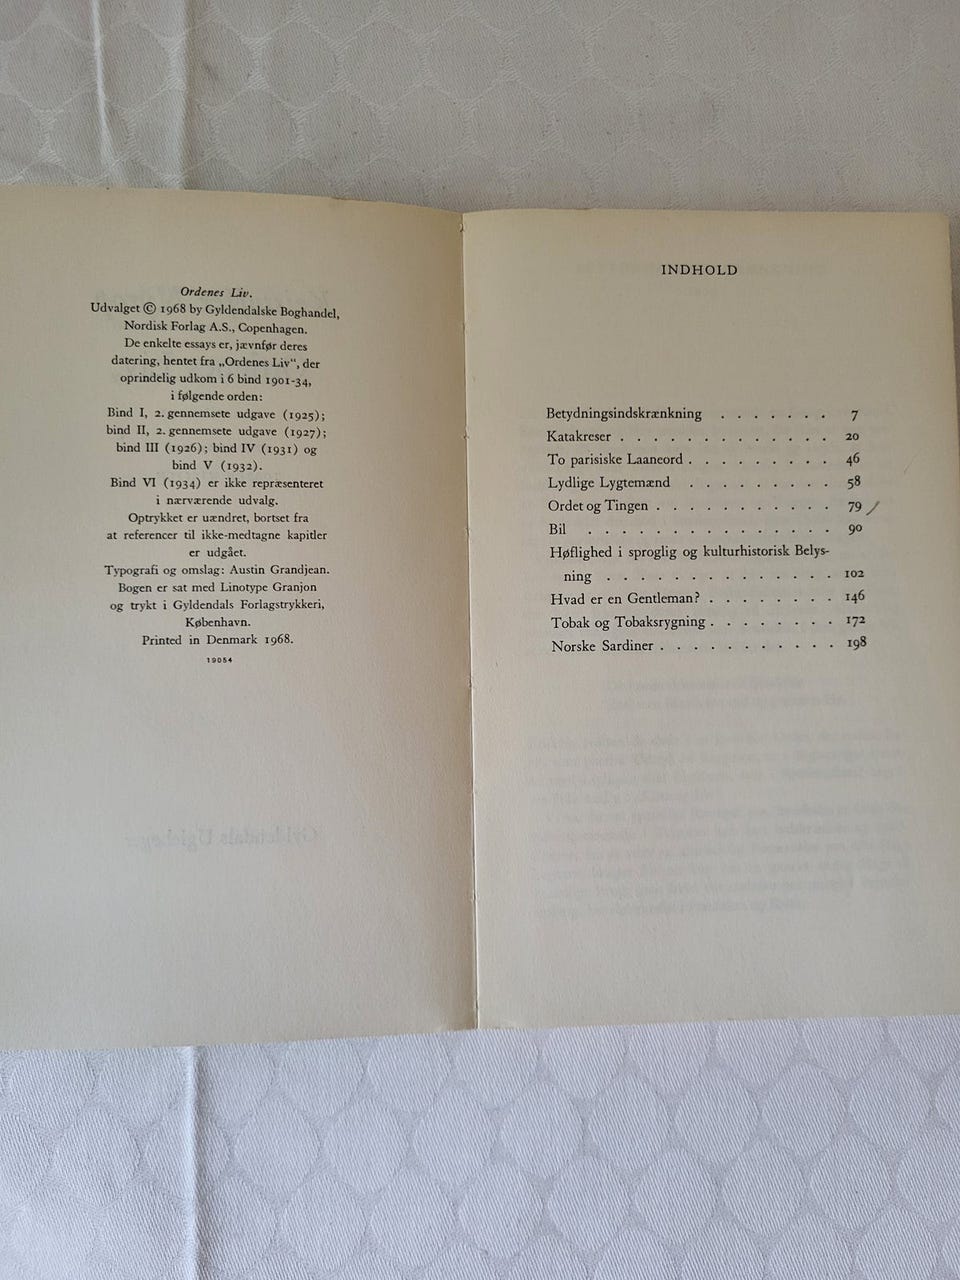 Ordenes Liv.
Udvalget © 1968 by Gyldendalske Boghandel,
Nordisk Forlag A.S., Copenhagen.
De enkelte essays er, jævnfør deres
datering, hentet fra „Ordenes Liv“, der
oprindelig udkom i 6 bind 1901-34,
i følgende orden:
Bind I, 2. gennemsete udgave (1925);
bind II, 2. gennemsete udgave (1927);
bind III (1926); bind IV (1931) og
bind V (1932).
Bind VI (1934) er ikke repræsenteret
i nærværende udvalg.
Optrykket er uændret, bortset fra
at referencer til ikke-medtagne kapitler
er udgået.
Typografi og omslag: Austin Grandjean.
Bogen er sat med Linotype Granjon
og trykt i Gyldendals Forlagstrykkeri,
København.
Printed in Denmark 1968.
19054
INDHOLD
Betydningsindskrænkning . . . . . . . 7
Katakreser . . . . . . . . . . . . . 20
To parisiske Laaneord . . . . . . . . . 46
Lydlige Lygtemænd . . . . . . . . . 58
Ordet og Tingen . . . . . . . . . . . 79
Bil . . . . . . . . . . . . . . 90
Høflighed i sproglig og kulturhistorisk Belys-
ning . . . . . . . . . . . . . 102
Hvad er en Gentleman? . . . . . . . . 146
Tobak og Tobaksrygning . . . . . . . . 172
Norske Sardiner . . . . . . . . . . . 198